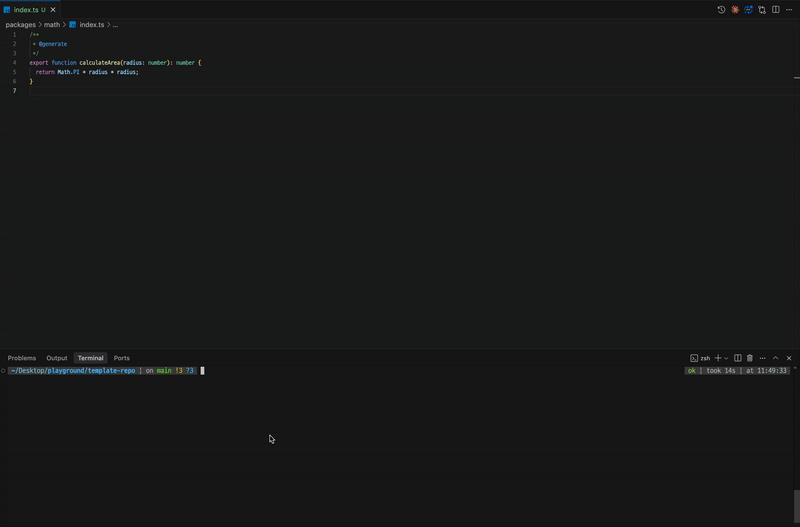 index.ts U
packages > math > index.ts > ...
1 /**
2 * @generate
3 */
4 export function calculateArea(radius: number): number {
5 return Math.PI * radius * radius;
6 }
7
Problems Output Terminal Ports zsh
~/Desktop/playground/template-repo | on main !3 ?3 ok | took 14s | at 11:49:33